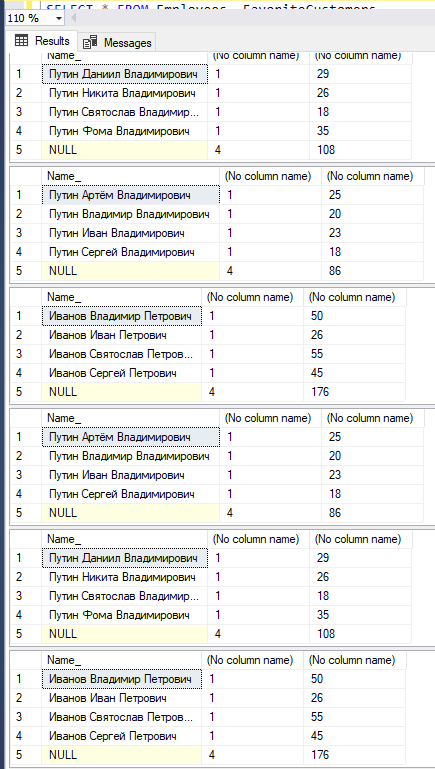 SELECT * FROM Employees, FavoriteCustomers
110 %
Results Messages
Name_ (No column name) (No column name)
1 Путин Даниил Владимирович 1 29
2 Путин Никита Владимирович 1 26
3 Путин Святослав Владимир... 1 18
4 Путин Фома Владимирович 1 35
5 NULL 4 108
Name_ (No column name) (No column name)
1 Путин Артём Владимирович 1 25
2 Путин Владимир Владимирович 1 20
3 Путин Иван Владимирович 1 23
4 Путин Сергей Владимирович 1 18
5 NULL 4 86
Name_ (No column name) (No column name)
1 Иванов Владимир Петрович 1 50
2 Иванов Иван Петрович 1 26
3 Иванов Святослав Петров... 1 55
4 Иванов Сергей Петрович 1 45
5 NULL 4 176
Name_ (No column name) (No column name)
1 Путин Артём Владимирович 1 25
2 Путин Владимир Владимирович 1 20
3 Путин Иван Владимирович 1 23
4 Путин Сергей Владимирович 1 18
5 NULL 4 86
Name_ (No column name) (No column name)
1 Путин Даниил Владимирович 1 29
2 Путин Никита Владимирович 1 26
3 Путин Святослав Владимир... 1 18
4 Путин Фома Владимирович 1 35
5 NULL 4 108
Name_ (No column name) (No column name)
1 Иванов Владимир Петрович 1 50
2 Иванов Иван Петрович 1 26
3 Иванов Святослав Петров... 1 55
4 Иванов Сергей Петрович 1 45
5 NULL 4 176